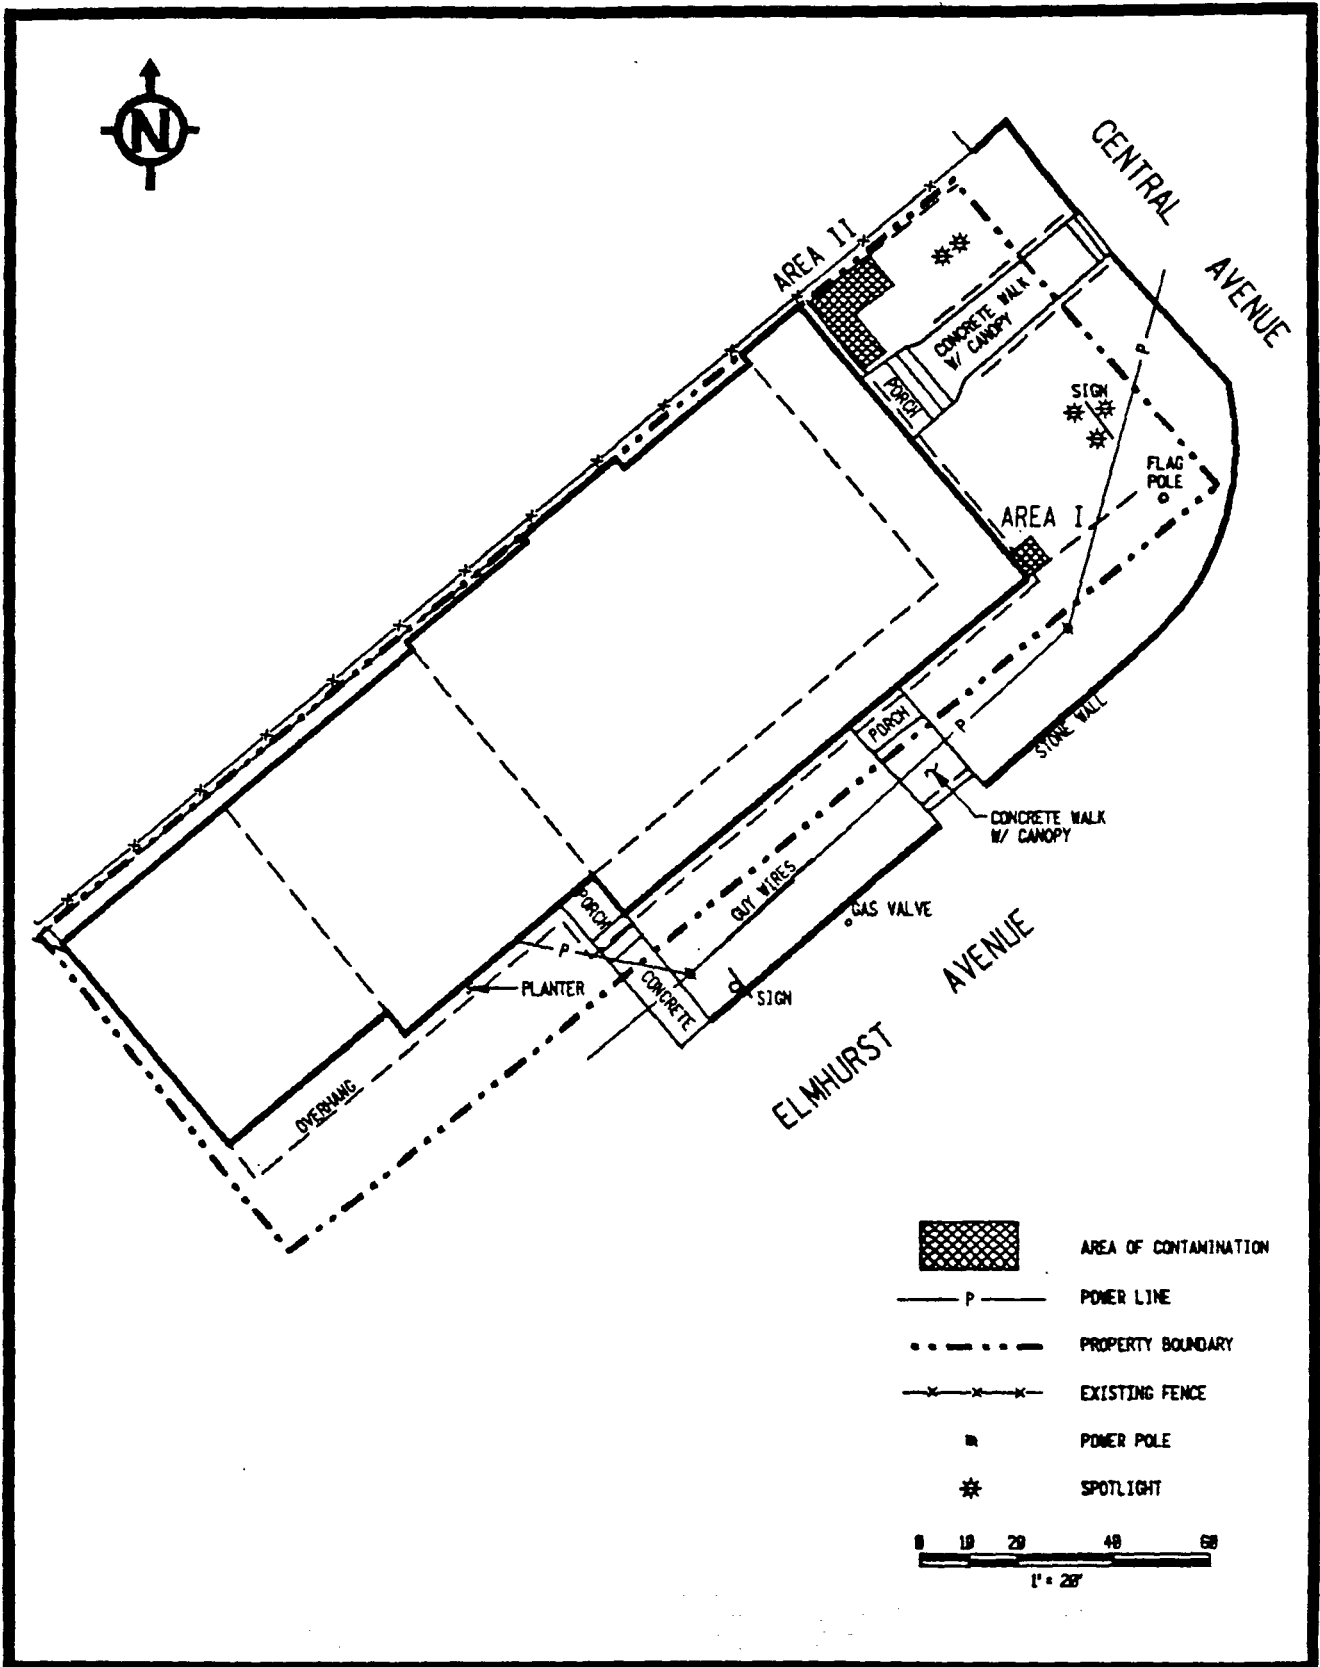 N
CENTRAL
AVENUE
AREA II
CONCRETE WALK
W/ CANOPY
PORCH
SIGN
P
FLAG
POLE
AREA I
PORCH
P
STONE WALL
CONCRETE WALK
W/ CANOPY
GUY WIRES
GAS VALVE
PORCH
P
CONCRETE
PLANTER
SIGN
AVENUE
ELMHURST
OVERHANG
AREA OF CONTAMINATION
P
POWER LINE
PROPERTY BOUNDARY
EXISTING FENCE
POWER POLE
SPOTLIGHT
0 10 20 40 60
1" = 20'